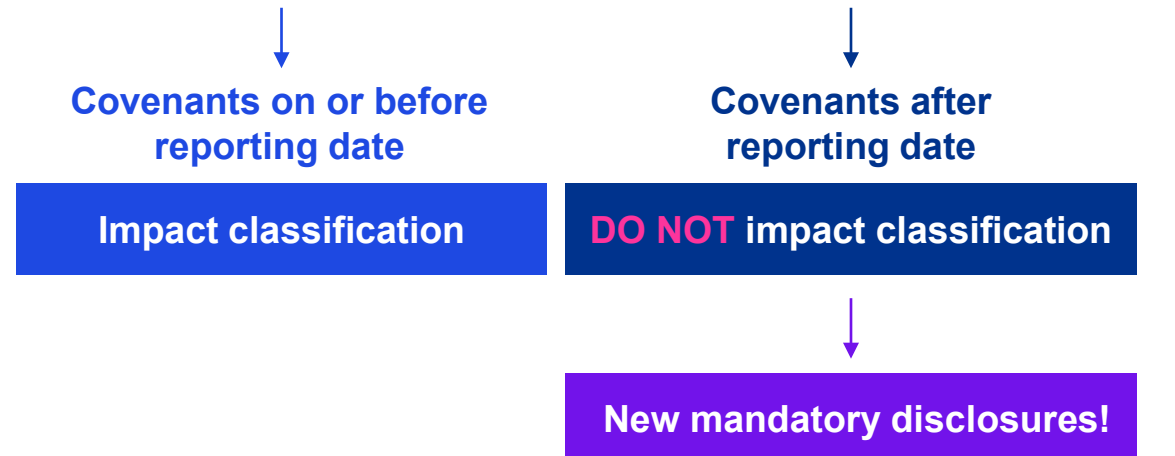 Covenants on or before
reporting date
Impact classification
Covenants after
reporting date
DO NOT impact classification
New mandatory disclosures!